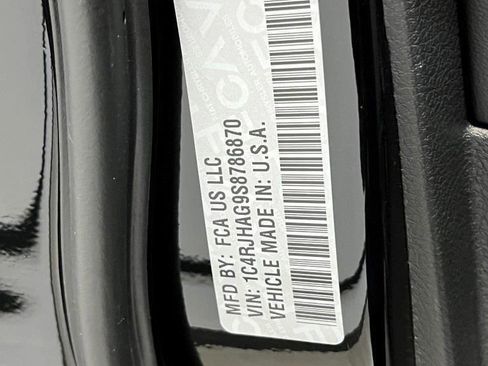 MFD BY: FCA US LLC
VIN: 1C4RJHAG9S8786870
VEHICLE MADE IN: U.S.A.